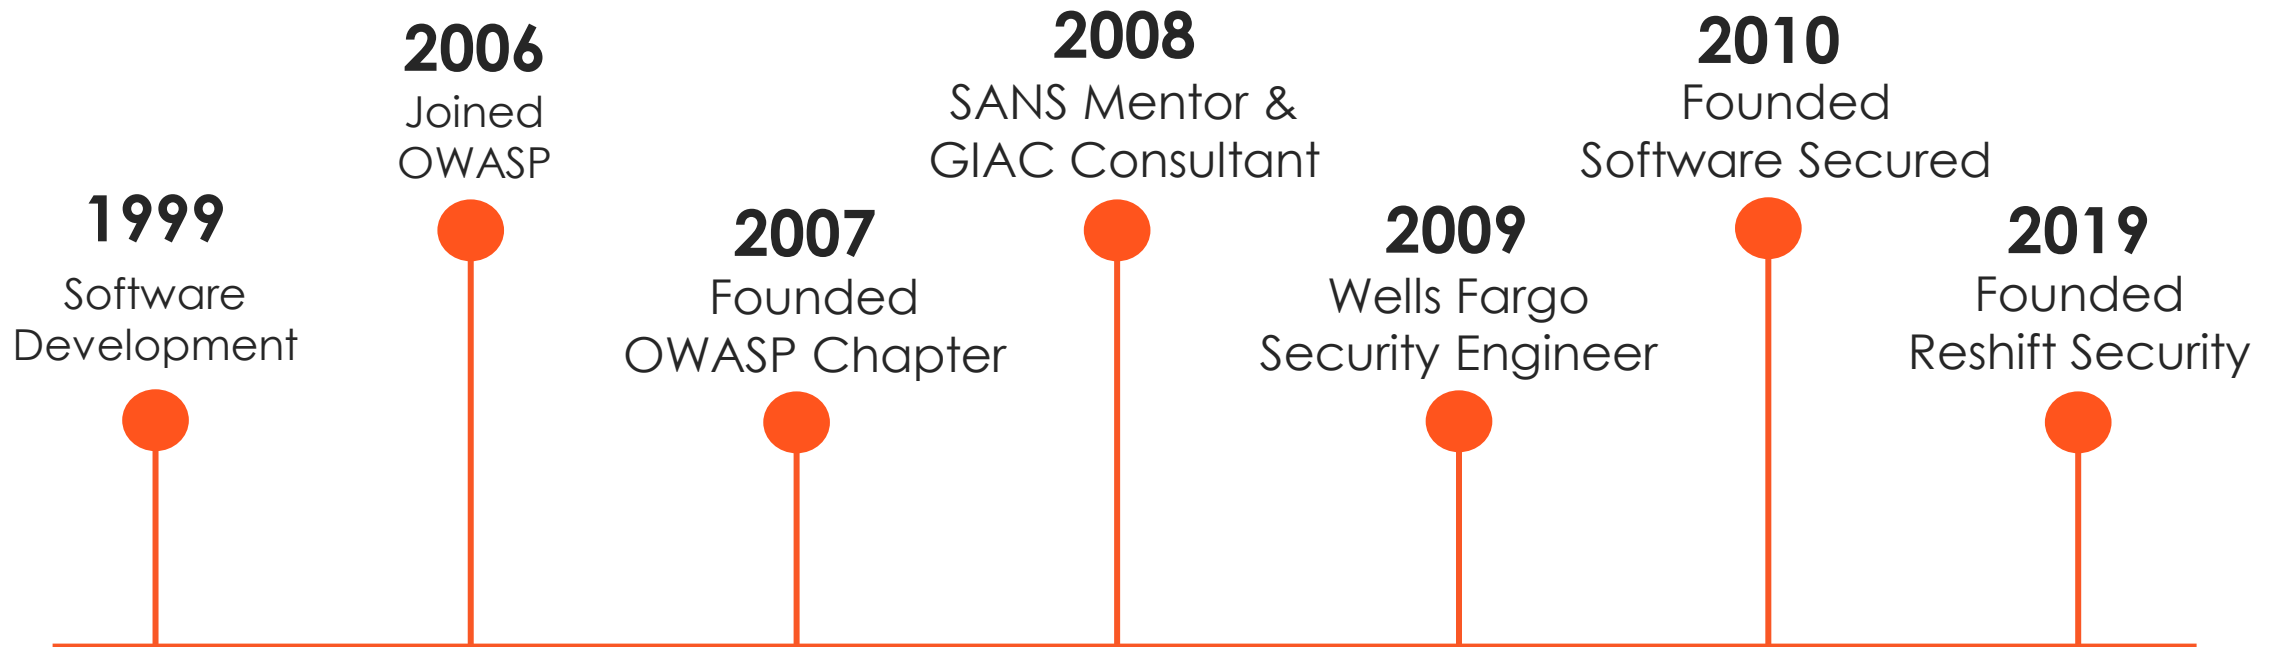 1999
Software
Development
2006
Joined
OWASP
2007
Founded
OWASP Chapter
2008
SANS Mentor &
GIAC Consultant
2009
Wells Fargo
Security Engineer
2010
Founded
Software Secured
2019
Founded
Reshift Security